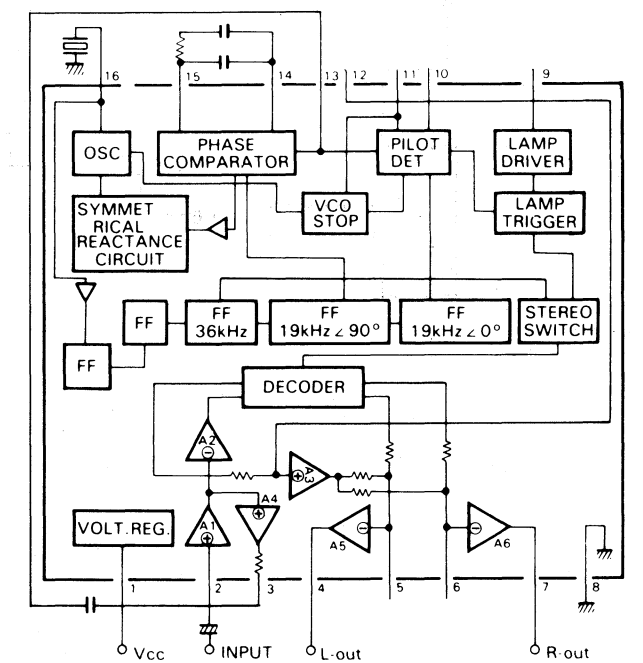 16 15 14 13 12 11 10 9
OSC
PHASE
COMPARATOR
PILOT
DET
LAMP
DRIVER
SYMMET
RICAL
REACTANCE
CIRCUIT
VCO
STOP
LAMP
TRIGGER
FF
FF
36kHz
FF
19kHz∠90°
FF
19kHz∠0°
STEREO
SWITCH
FF
DECODER
A2
A3
A4
VOLT.REG.
A1
A5
A6
1 2 3 4 5 6 7 8
Vcc
INPUT
L-out
R-out